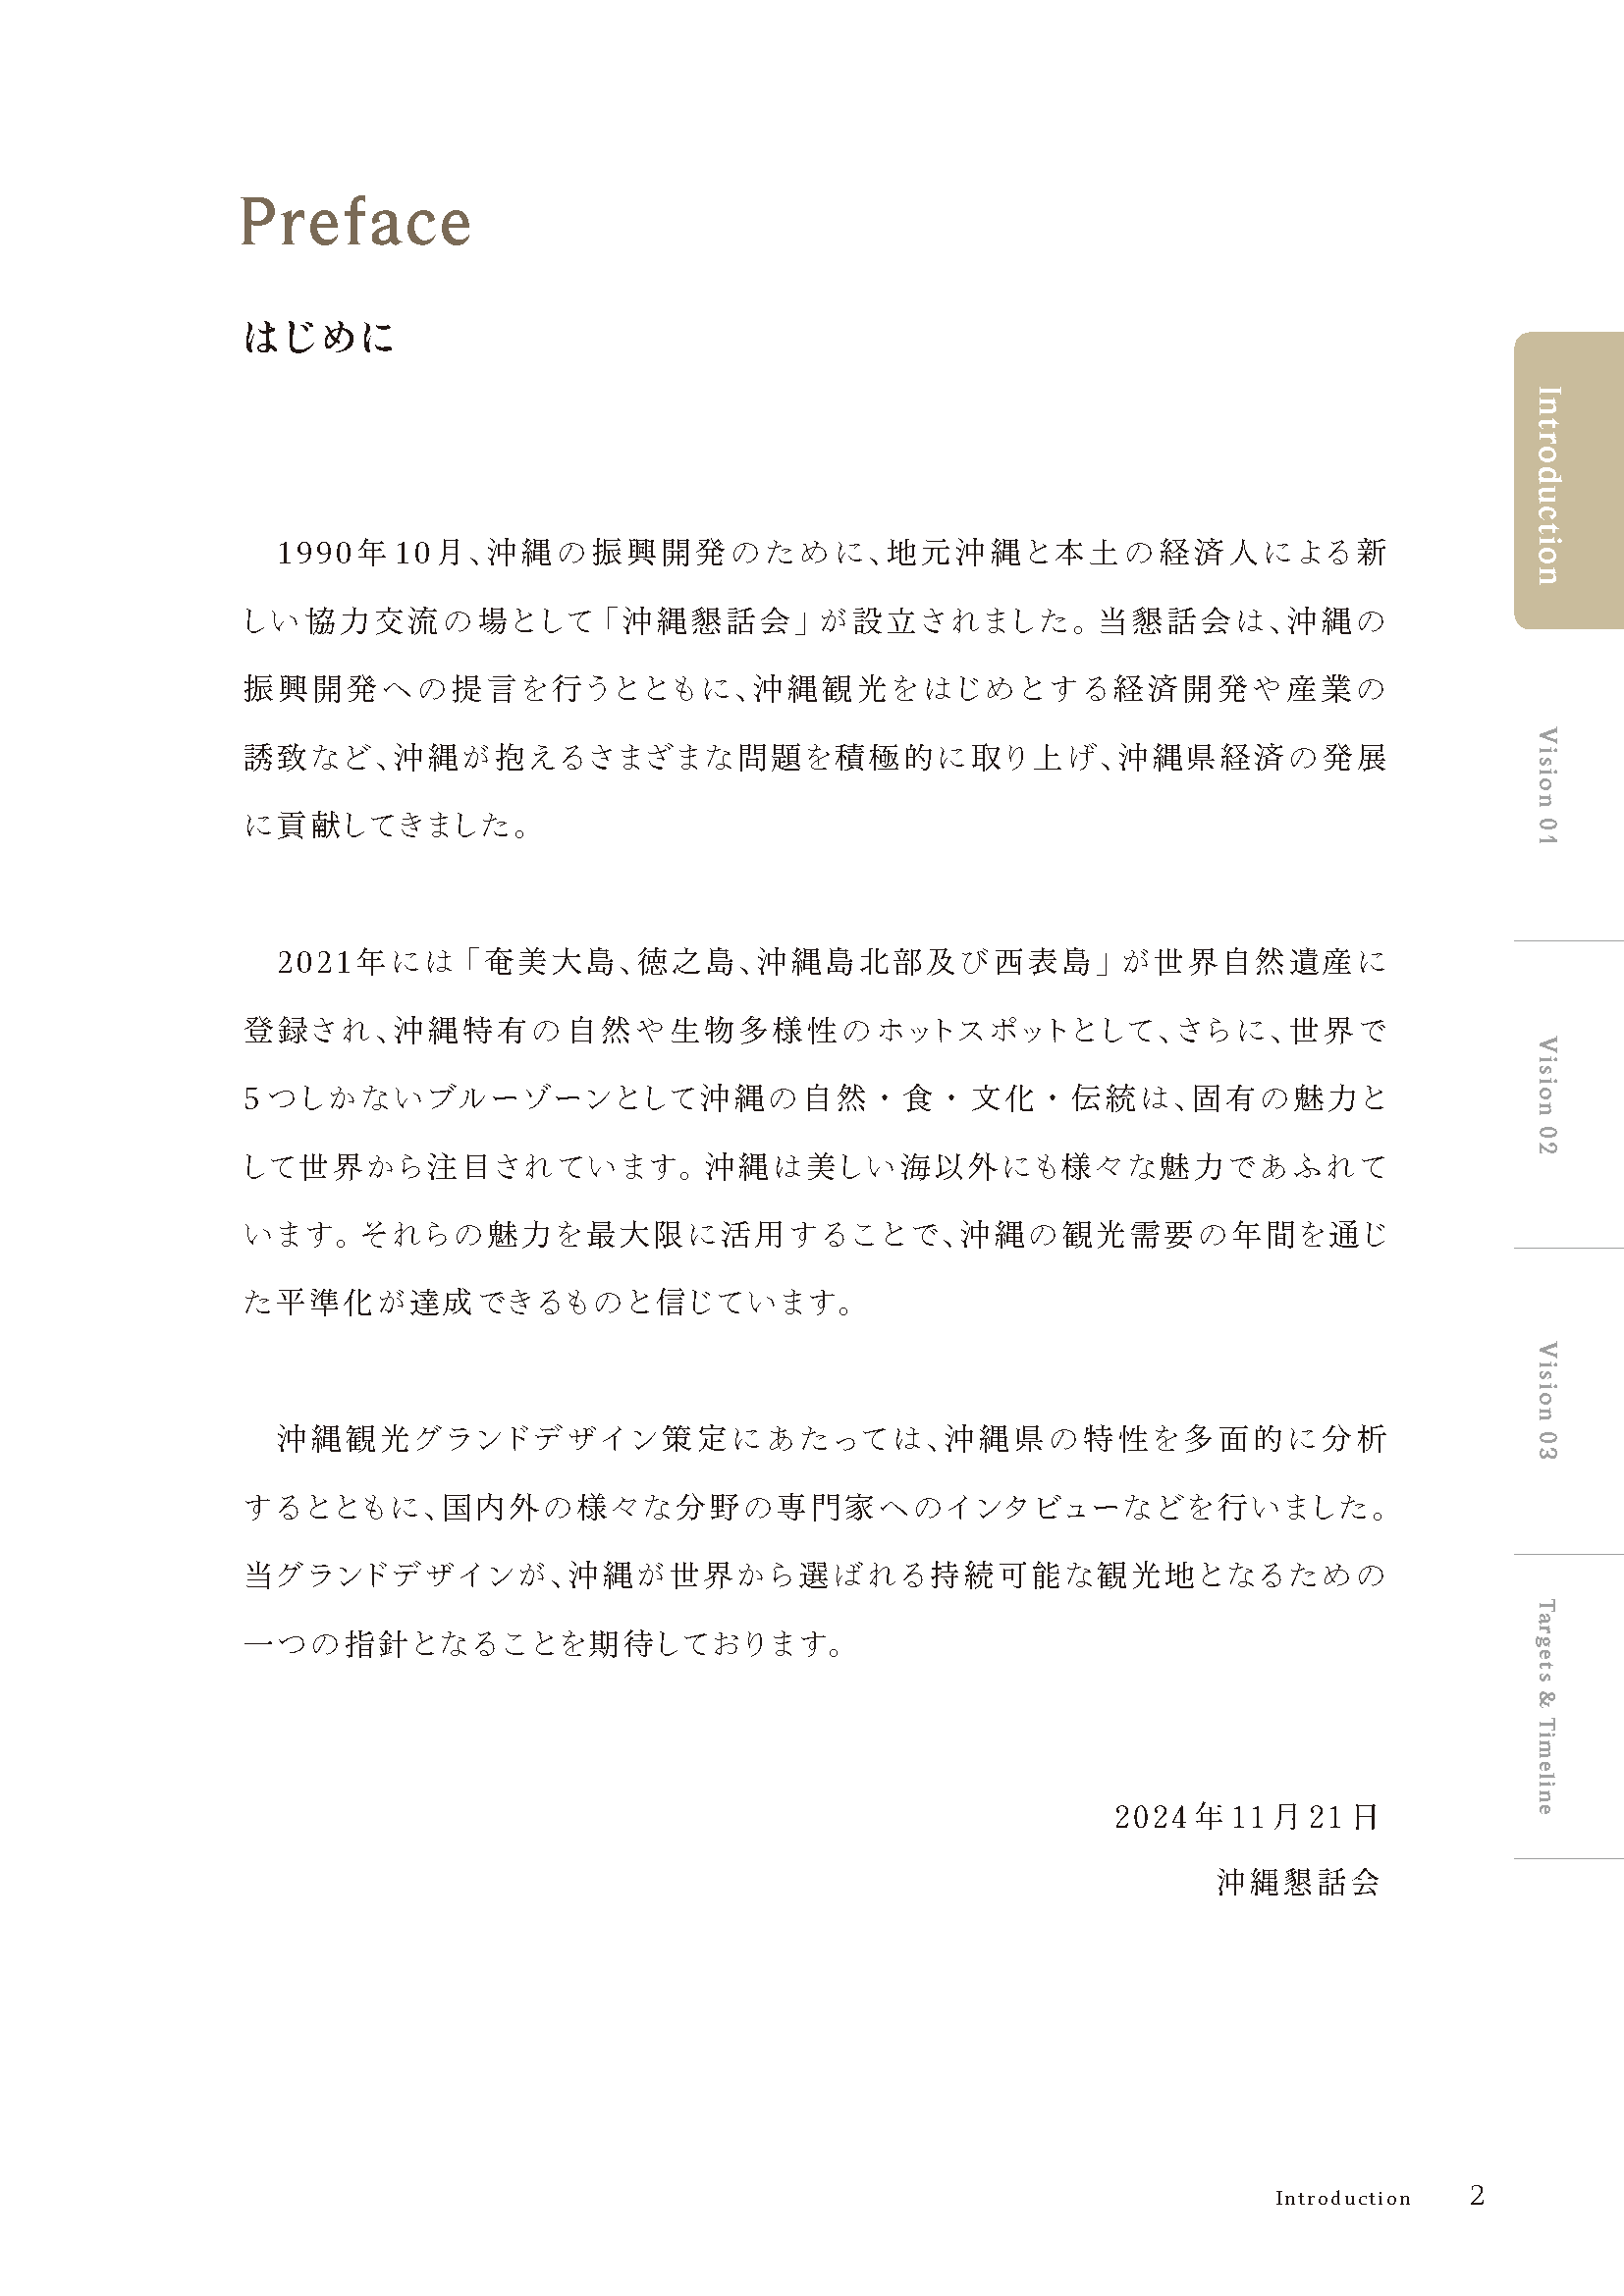 Preface
はじめに
1990年10月、沖縄の振興開発のために、地元沖縄と本土の経済人による新
しい協力交流の場として「沖縄懇話会」が設立されました。当懇話会は、沖縄の
振興開発への提言を行うとともに、沖縄観光をはじめとする経済開発や産業の
誘致など、沖縄が抱えるさまざまな問題を積極的に取り上げ、沖縄県経済の発展
に貢献してきました。
2021年には「奄美大島、徳之島、沖縄島北部及び西表島」が世界自然遺産に
登録され、沖縄特有の自然や生物多様性のホットスポットとして、さらに、世界で
5つしかないブルーゾーンとして沖縄の自然・食・文化・伝統は、固有の魅力と
して世界から注目されています。沖縄は美しい海以外にも様々な魅力であふれて
います。それらの魅力を最大限に活用することで、沖縄の観光需要の年間を通じ
た平準化が達成できるものと信じています。
沖縄観光グランドデザイン策定にあたっては、沖縄県の特性を多面的に分析
するとともに、国内外の様々な分野の専門家へのインタビューなどを行いました。
当グランドデザインが、沖縄が世界から選ばれる持続可能な観光地となるための
一つの指針となることを期待しております。
2024年11月21日
沖縄懇話会
Introduction
Vision 01
Vision 02
Vision 03
Targets & Timeline
Introduction 2